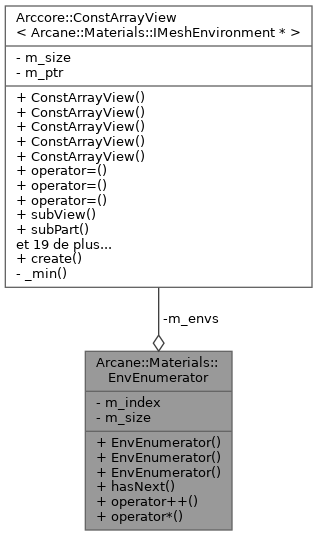 Arccore::ConstArrayView
< Arcane::Materials::IMeshEnvironment * >
- m_size
- m_ptr
+ ConstArrayView()
+ ConstArrayView()
+ ConstArrayView()
+ ConstArrayView()
+ ConstArrayView()
+ operator=()
+ operator=()
+ operator=()
+ subView()
+ subPart()
et 19 de plus...
+ create()
- _min()
-m_envs
Arcane::Materials::
EnvEnumerator
- m_index
- m_size
+ EnvEnumerator()
+ EnvEnumerator()
+ EnvEnumerator()
+ hasNext()
+ operator++()
+ operator*()